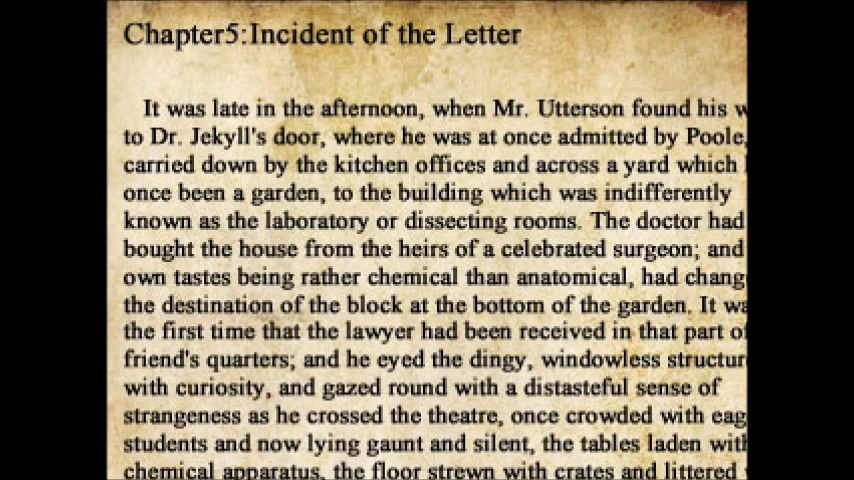 Chapter5:Incident of the Letter
It was late in the afternoon, when Mr. Utterson found his
to Dr. Jekyll's door, where he was at once admitted by Poole,
carried down by the kitchen offices and across a yard which
once been a garden, to the building which was indifferently
known as the laboratory or dissecting rooms. The doctor had
bought the house from the heirs of a celebrated surgeon; and
own tastes being rather chemical than anatomical, had chang
the destination of the block at the bottom of the garden. It wa
the first time that the lawyer had been received in that part of
friend's quarters; and he eyed the dingy, windowless structur
with curiosity, and gazed round with a distasteful sense of
strangeness as he crossed the theatre, once crowded with eag
students and now lying gaunt and silent, the tables laden with
chemical apparatus, the floor strewn with crates and littered